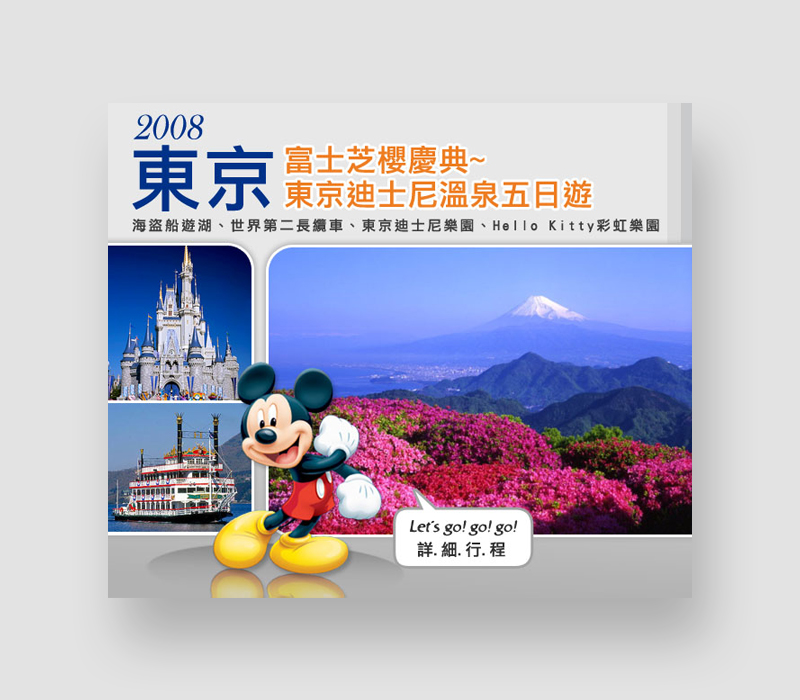 2008
東京
富士芝櫻慶典~
東京迪士尼溫泉五日遊
海盜船遊湖、世界第二長纜車、東京迪士尼樂園、Hello Kitty彩虹樂園
Let's go! go! go!
詳.細.行.程